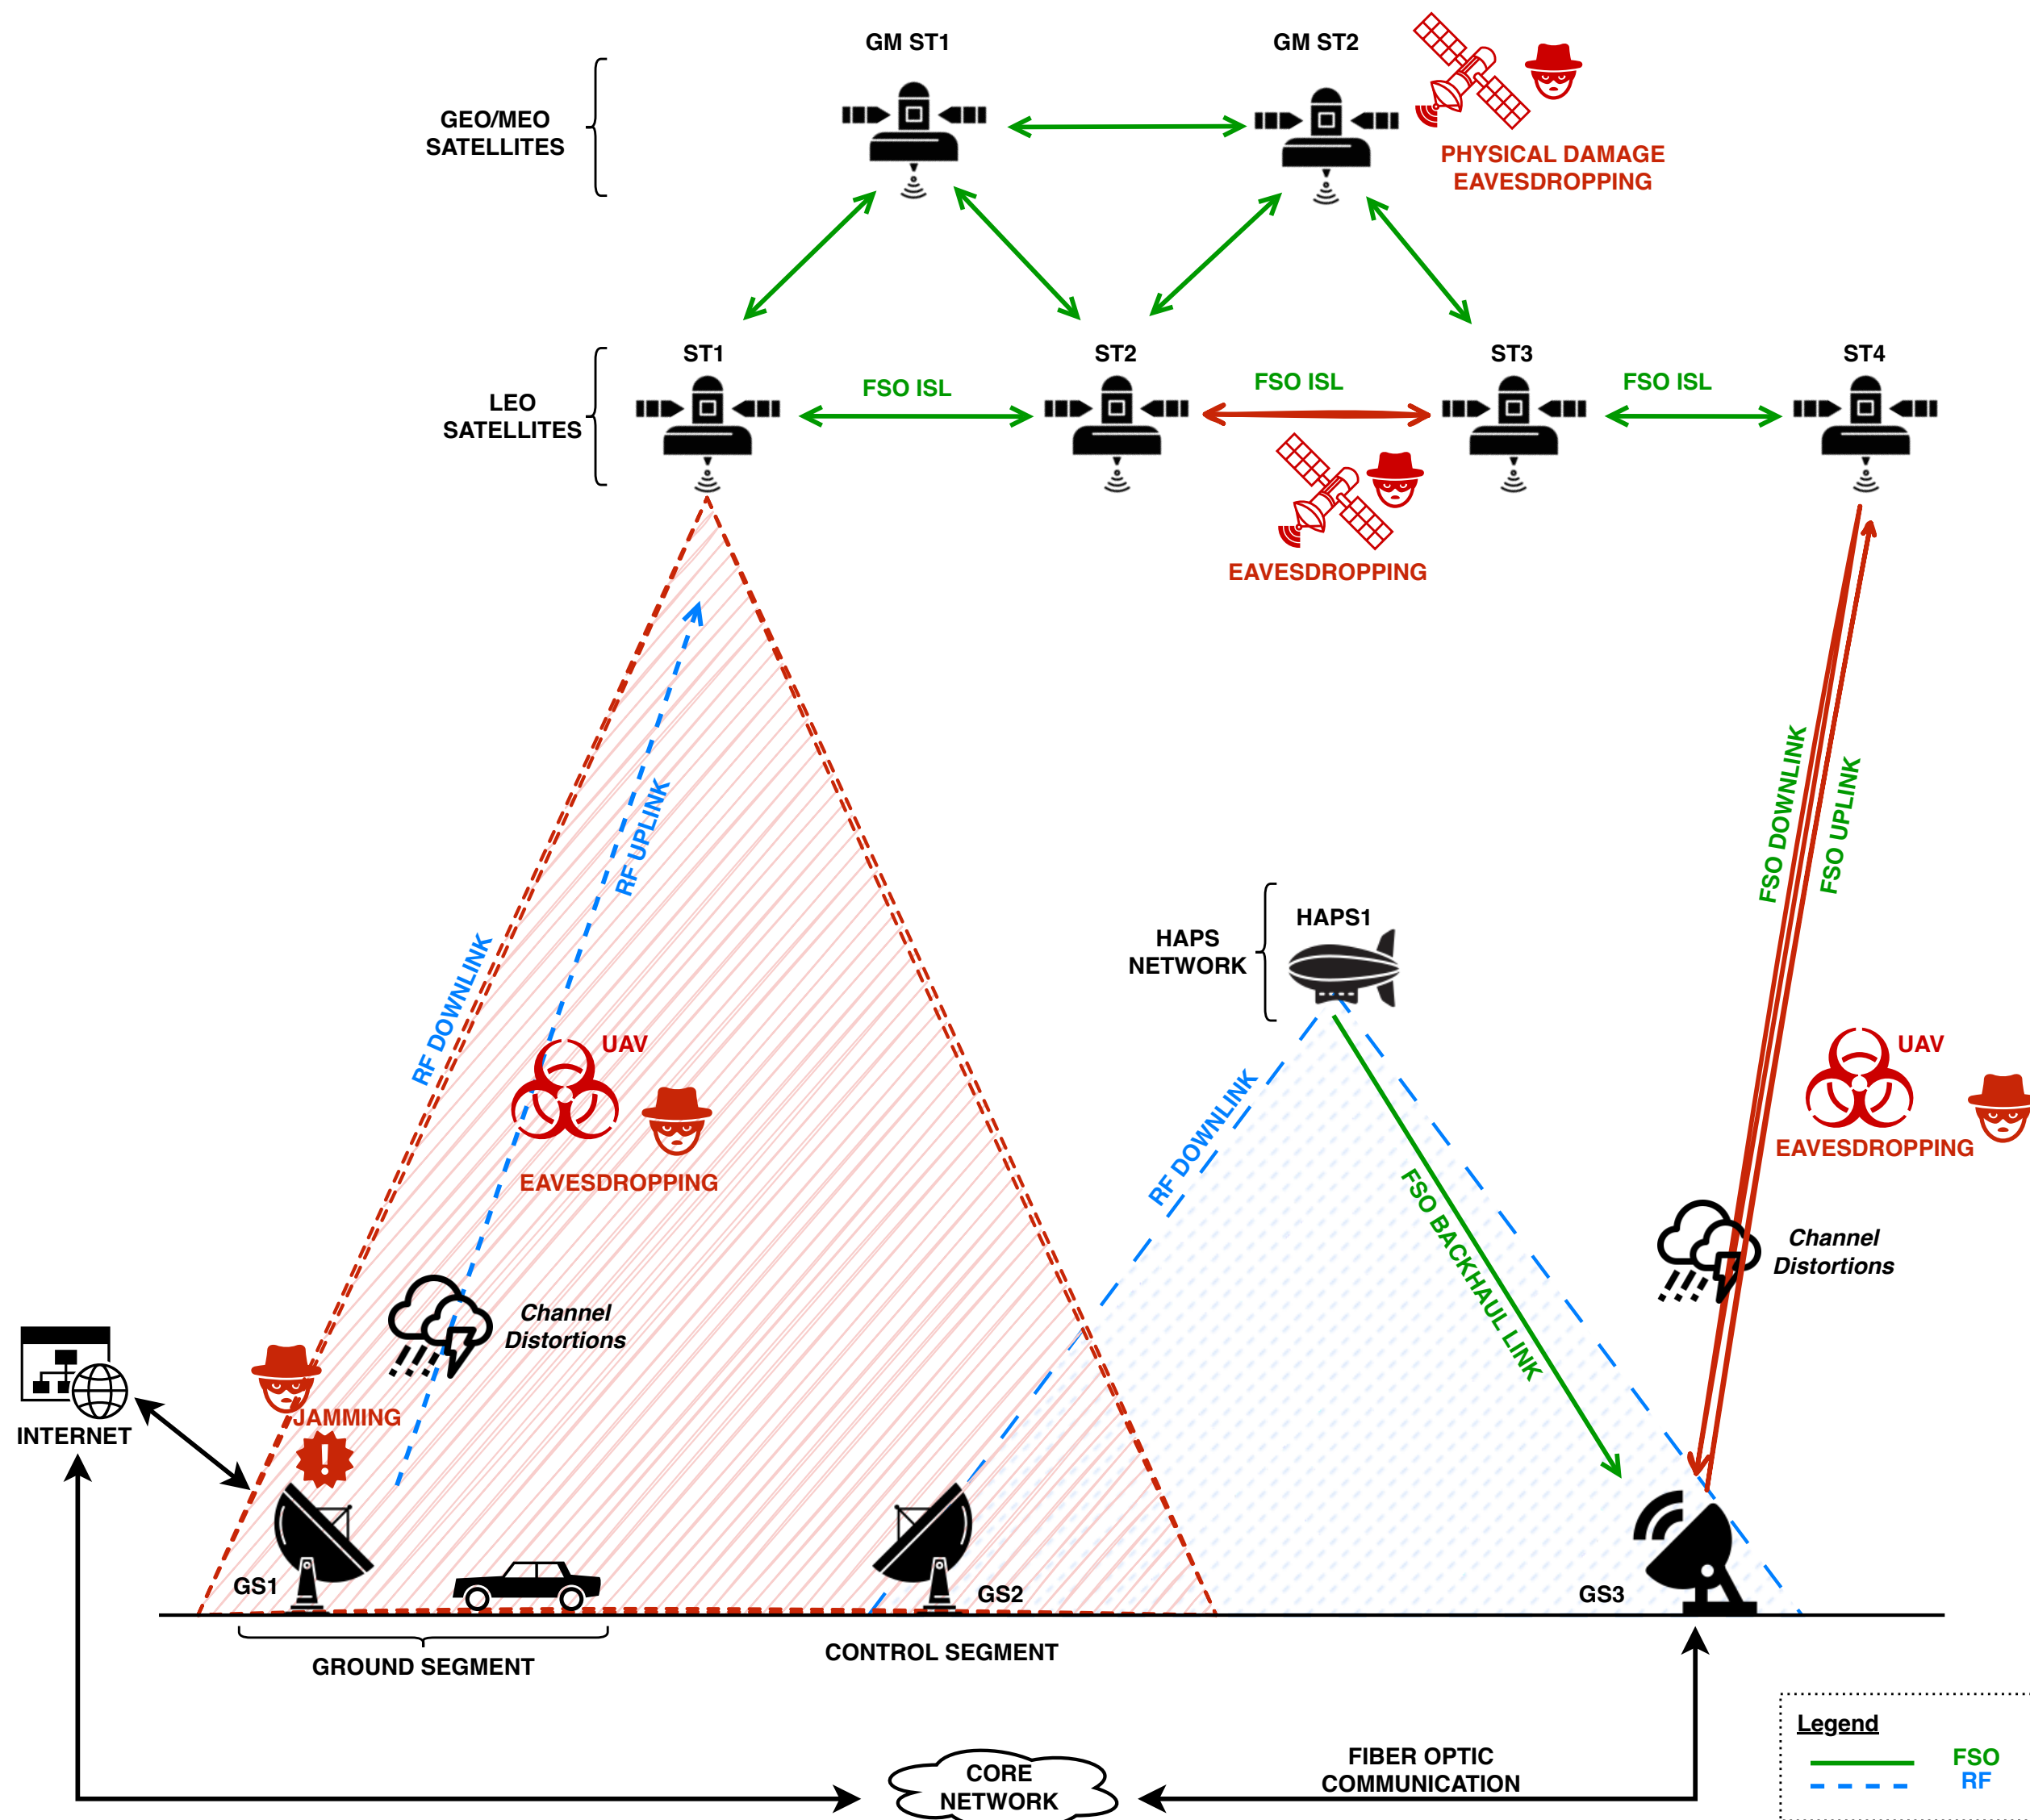 GM ST1
GM ST2
GEO/MEO
SATELLITES
PHYSICAL DAMAGE
EAVESDROPPING
ST1
ST2
ST3
ST4
LEO
SATELLITES
FSO ISL
FSO ISL
FSO ISL
EAVESDROPPING
RF UPLINK
RF DOWNLINK
FSO DOWNLINK
FSO UPLINK
HAPS
NETWORK
HAPS1
UAV
EAVESDROPPING
UAV
EAVESDROPPING
RF DOWNLINK
FSO BACKHAUL LINK
Channel
Distortions
Channel
Distortions
JAMMING
INTERNET
GS1
GS2
GS3
GROUND SEGMENT
CONTROL SEGMENT
CORE
NETWORK
FIBER OPTIC
COMMUNICATION
Legend
FSO
RF